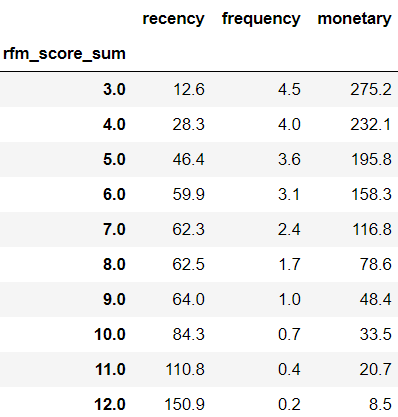 recency frequency monetary
rfm_score_sum
3.0 12.6 4.5 275.2
4.0 28.3 4.0 232.1
5.0 46.4 3.6 195.8
6.0 59.9 3.1 158.3
7.0 62.3 2.4 116.8
8.0 62.5 1.7 78.6
9.0 64.0 1.0 48.4
10.0 84.3 0.7 33.5
11.0 110.8 0.4 20.7
12.0 150.9 0.2 8.5